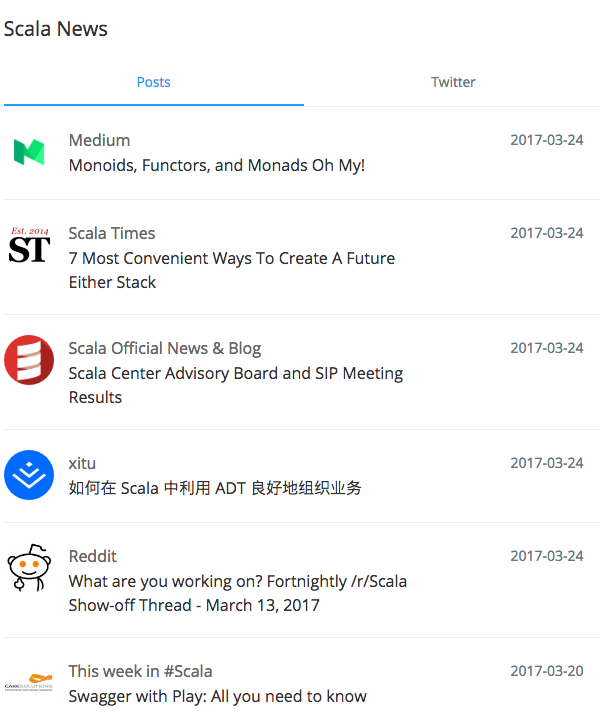 Scala News
Posts
Twitter
Medium
2017-03-24
Monoids, Functors, and Monads Oh My!
Est. 2014
ST
Scala Times
2017-03-24
7 Most Convenient Ways To Create A Future
Either Stack
Scala Official News & Blog
2017-03-24
Scala Center Advisory Board and SIP Meeting
Results
xitu
2017-03-24
如何在 Scala 中利用 ADT 良好地组织业务
Reddit
2017-03-24
What are you working on? Fortnightly /r/Scala
Show-off Thread - March 13, 2017
This week in #Scala
2017-03-20
CAKESOLUTIONS
Swagger with Play: All you need to know